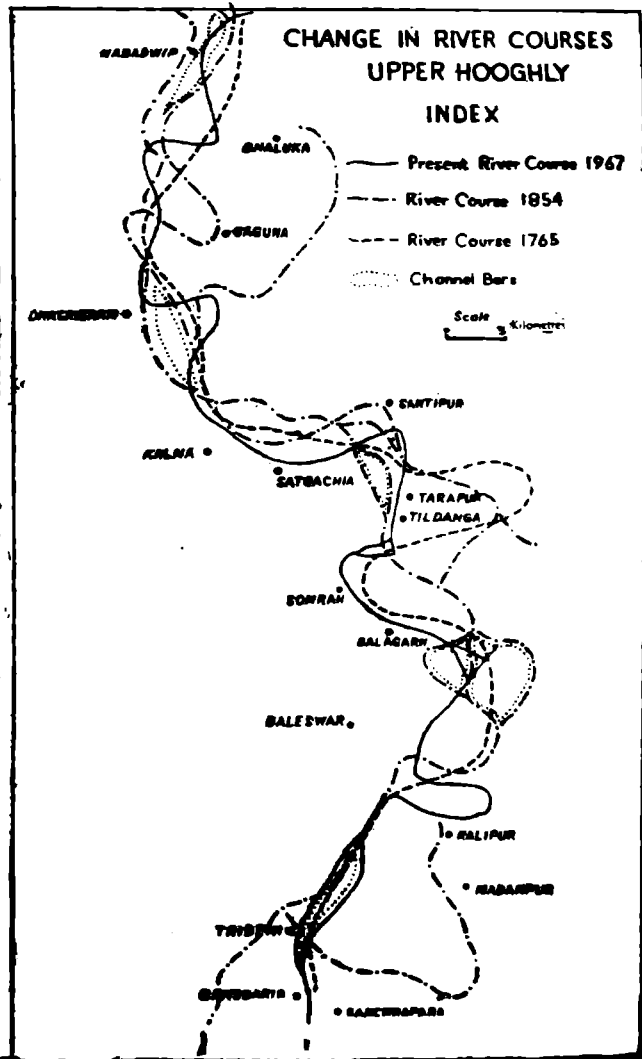 CHANGE IN RIVER COURSES
UPPER HOOGHLY
INDEX
NABADWIP
BHALUKA
Present River Course 1967
River Course 1854
River Course 1765
Channel Bars
Scale
Kilometres
SANTIPUR
KALNA
SATGACHIA
TARAPUR
TILDANGA
SOMRAH
BALAGARH
BALESWAR
KALIPUR
MADANPUR
TRIBENI
KANCHRAPARA